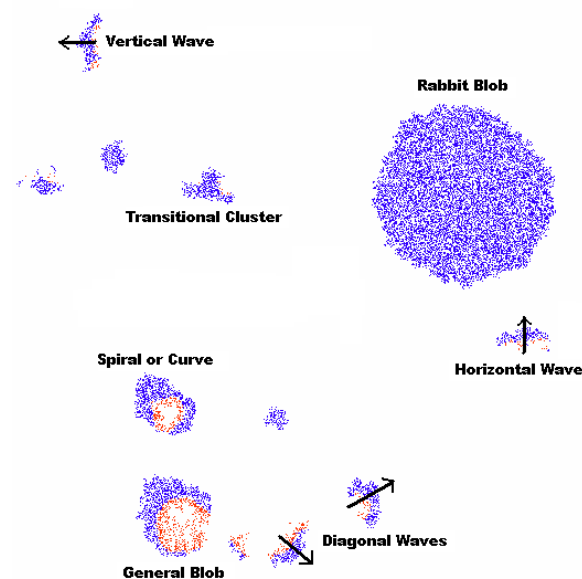 Vertical Wave
Rabbit Blob
Transitional Cluster
Spiral or Curve
Horizontal Wave
Diagonal Waves
General Blob